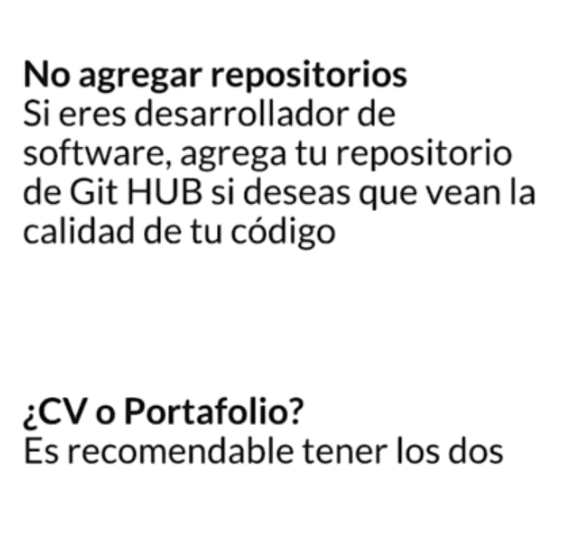 No agregar repositorios
Si eres desarrollador de
software, agrega tu repositorio
de Git HUB si deseas que vean la
calidad de tu código
¿CV o Portafolio?
Es recomendable tener los dos